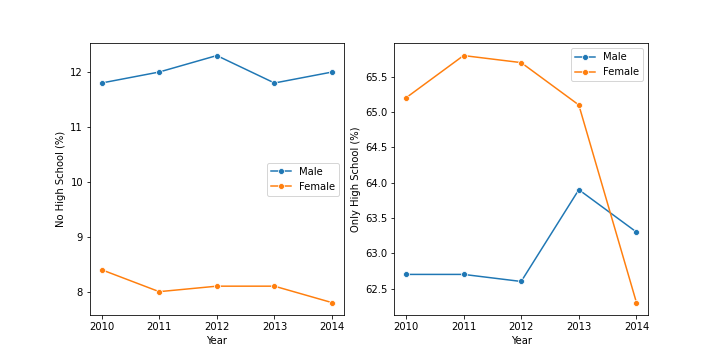 No High School (%)
12
11
10
9
8
2010 2011 2012 2013 2014
Year
Male
Female
Only High School (%)
65.5
65.0
64.5
64.0
63.5
63.0
62.5
2010 2011 2012 2013 2014
Year
Male
Female